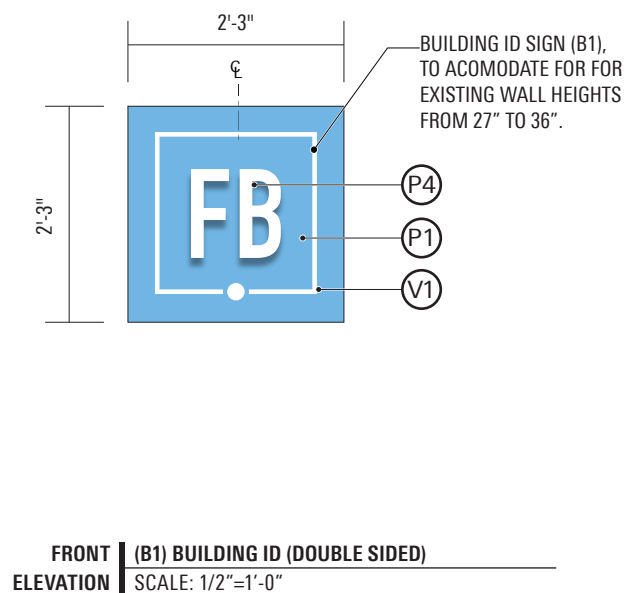 2'-3"
℄
BUILDING ID SIGN (B1),
TO ACOMODATE FOR FOR
EXISTING WALL HEIGHTS
FROM 27" TO 36".
2'-3"
FB
P4
P1
V1
FRONT (B1) BUILDING ID (DOUBLE SIDED)
ELEVATION SCALE: 1/2"=1'-0"